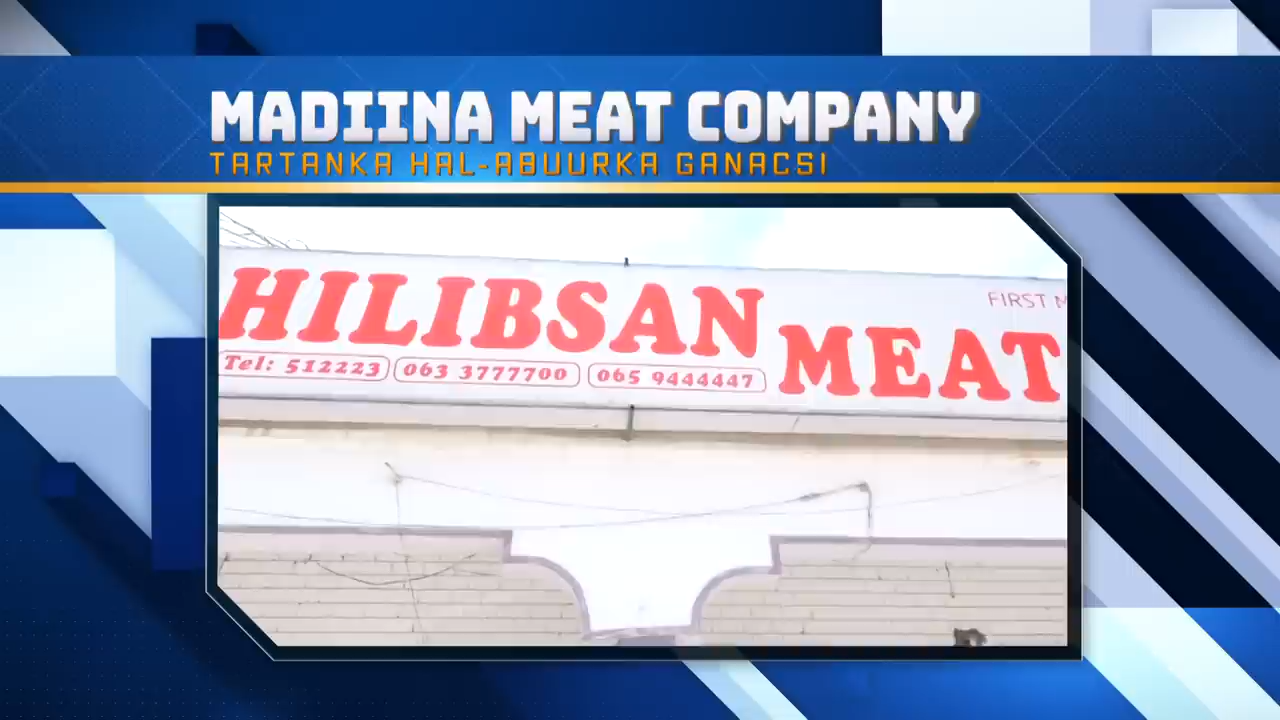 MADIINA MEAT COMPANY
TARTANKA HAL-ABUURKA GANACSI
FIRST
HILIBSAN MEAT
Tel: 512223 063 3777700 065 9444447